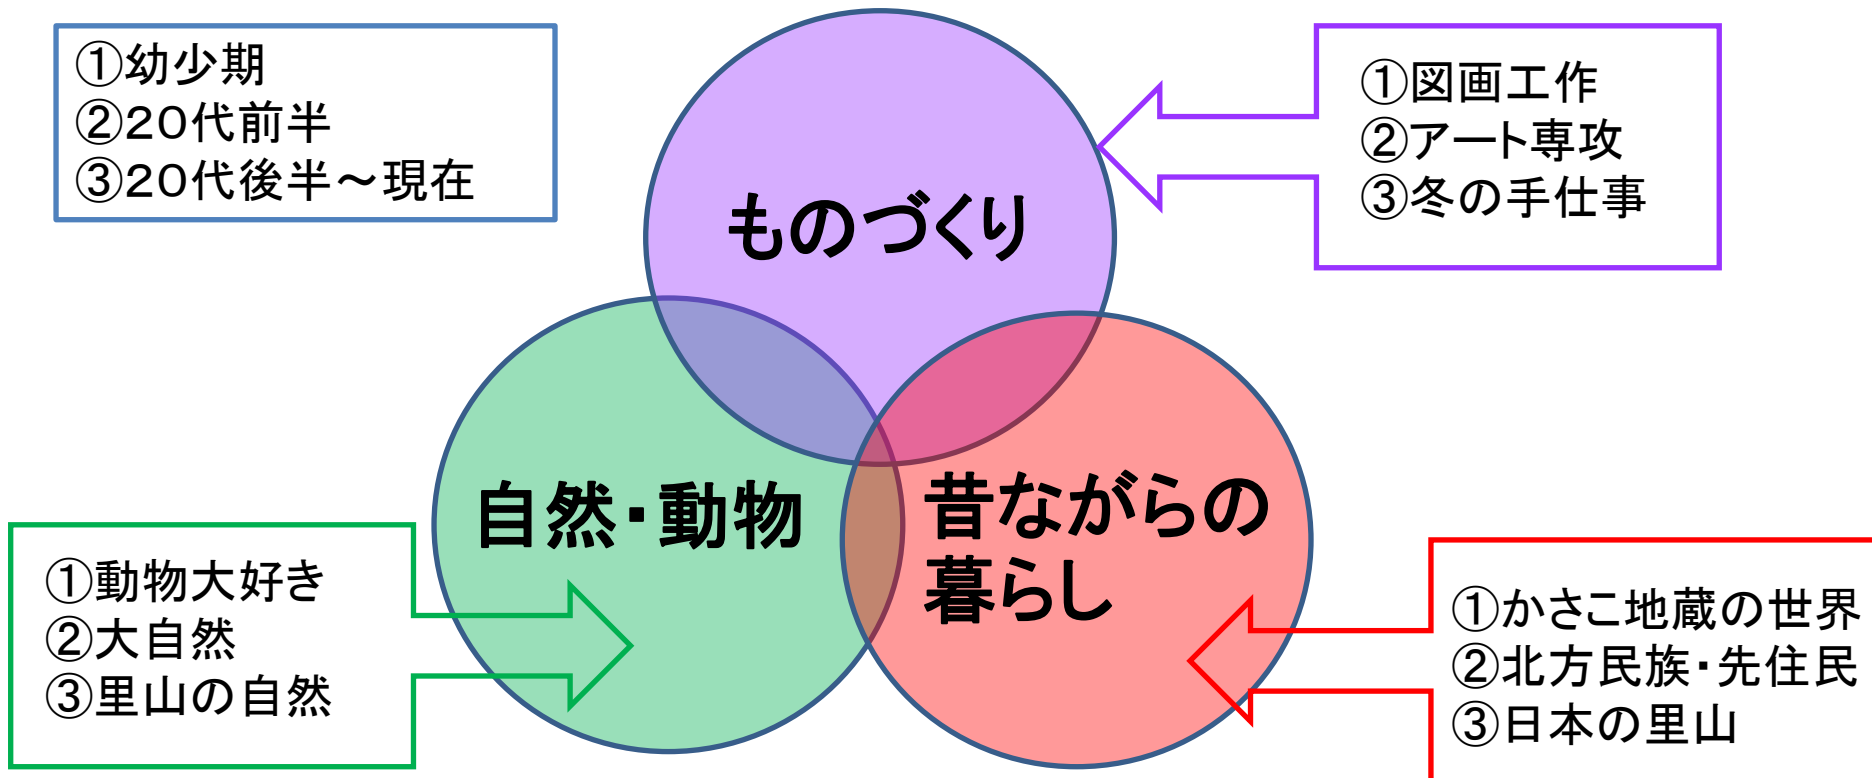 ①幼少期
②２０代前半
③２０代後半～現在
ものづくり
①図画工作
②アート専攻
③冬の手仕事
自然・動物
①動物大好き
②大自然
③里山の自然
昔ながらの
暮らし
①かさこ地蔵の世界
②北方民族・先住民
③日本の里山